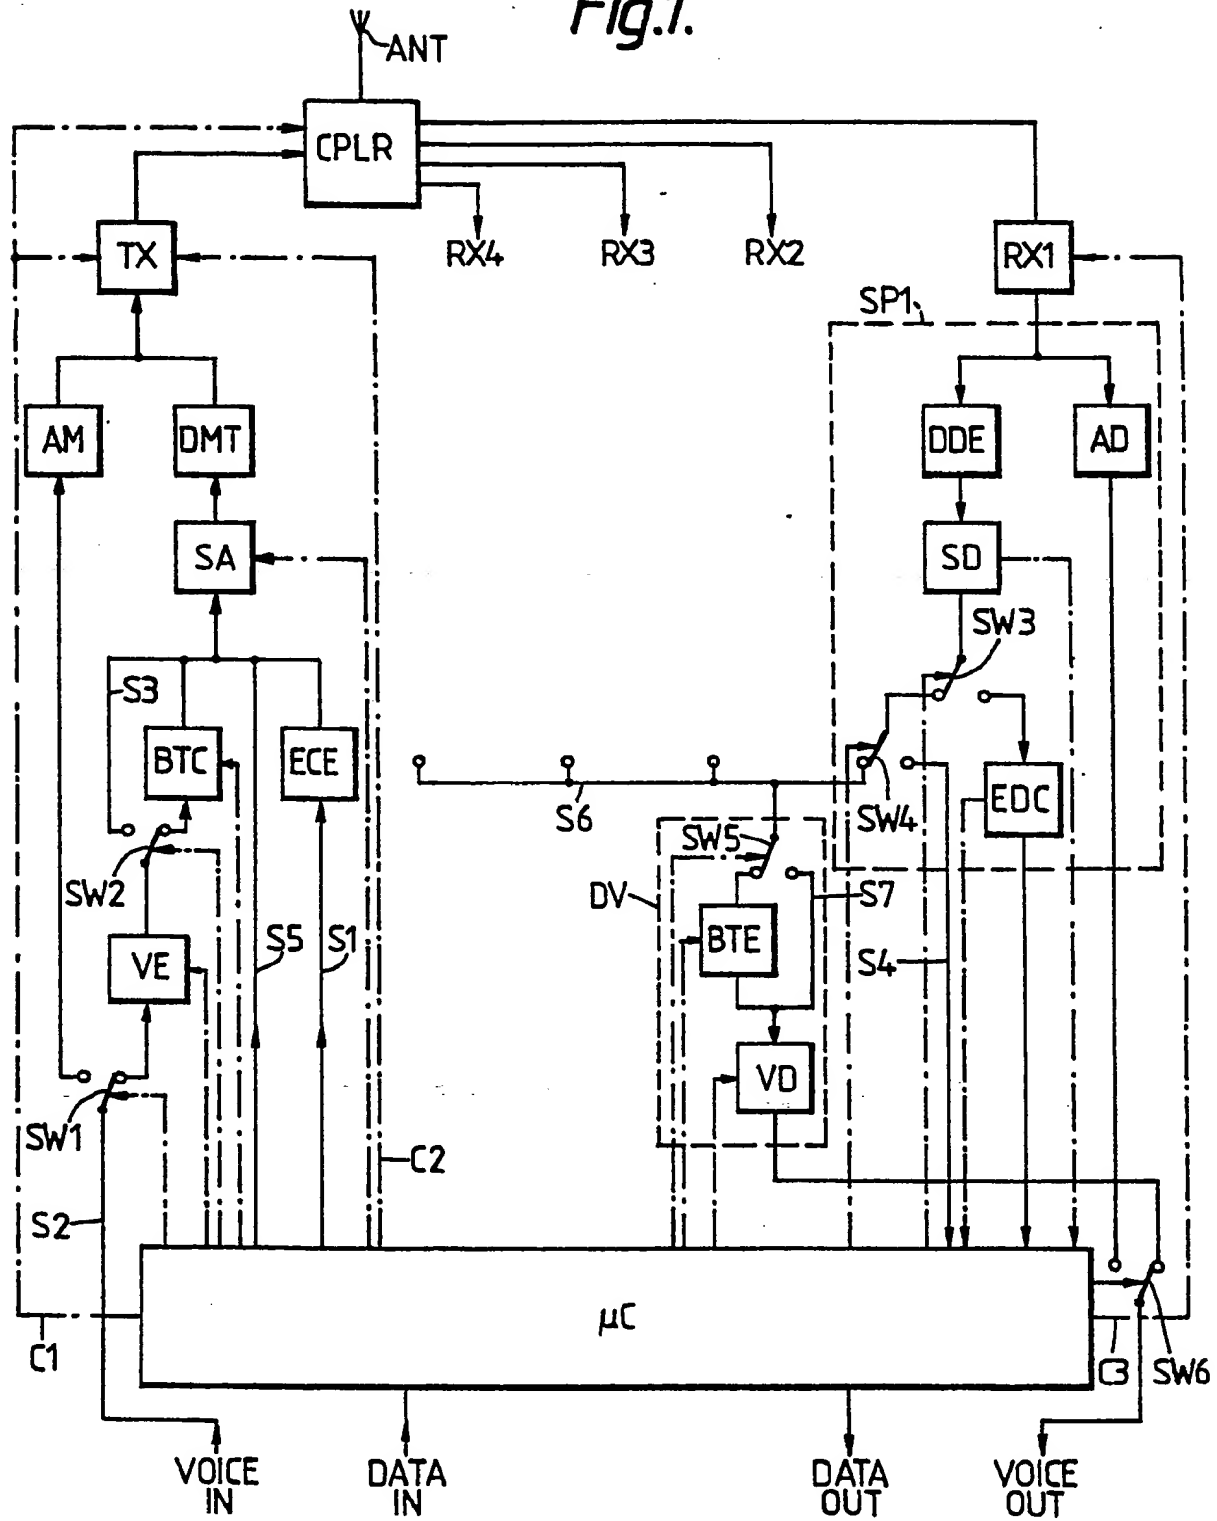 Fig.1.
ANT
CPLR
TX
RX4
RX3
RX2
RX1
SP1
AM
DMT
DDE
AD
SA
SD
SW3
S3
BTC
ECE
S6
SW4
EDC
SW5
SW2
DV
S7
BTE
S5
S1
S4
VE
VD
SW1
C2
S2
μC
C1
C3
SW6
VOICE
IN
DATA
IN
DATA
OUT
VOICE
OUT